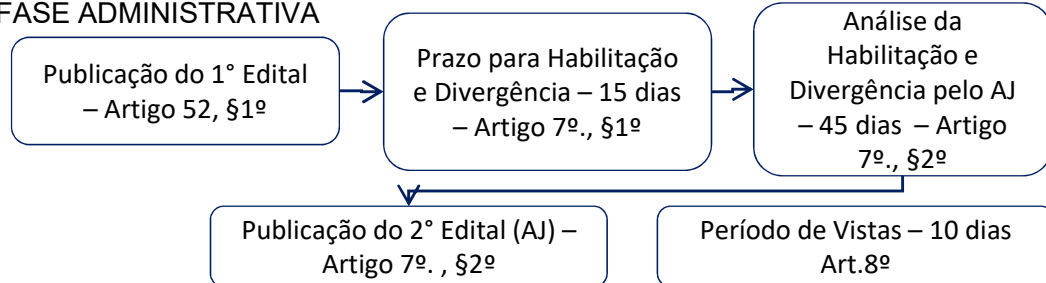 FASE ADMINISTRATIVA
Publicação do 1° Edital
– Artigo 52, §1º
Prazo para Habilitação
e Divergência – 15 dias
– Artigo 7º., §1º
Análise da
Habilitação e
Divergência pelo AJ
– 45 dias – Artigo
7º., §2º
Publicação do 2° Edital (AJ) –
Artigo 7º. , §2º
Período de Vistas – 10 dias
Art.8º